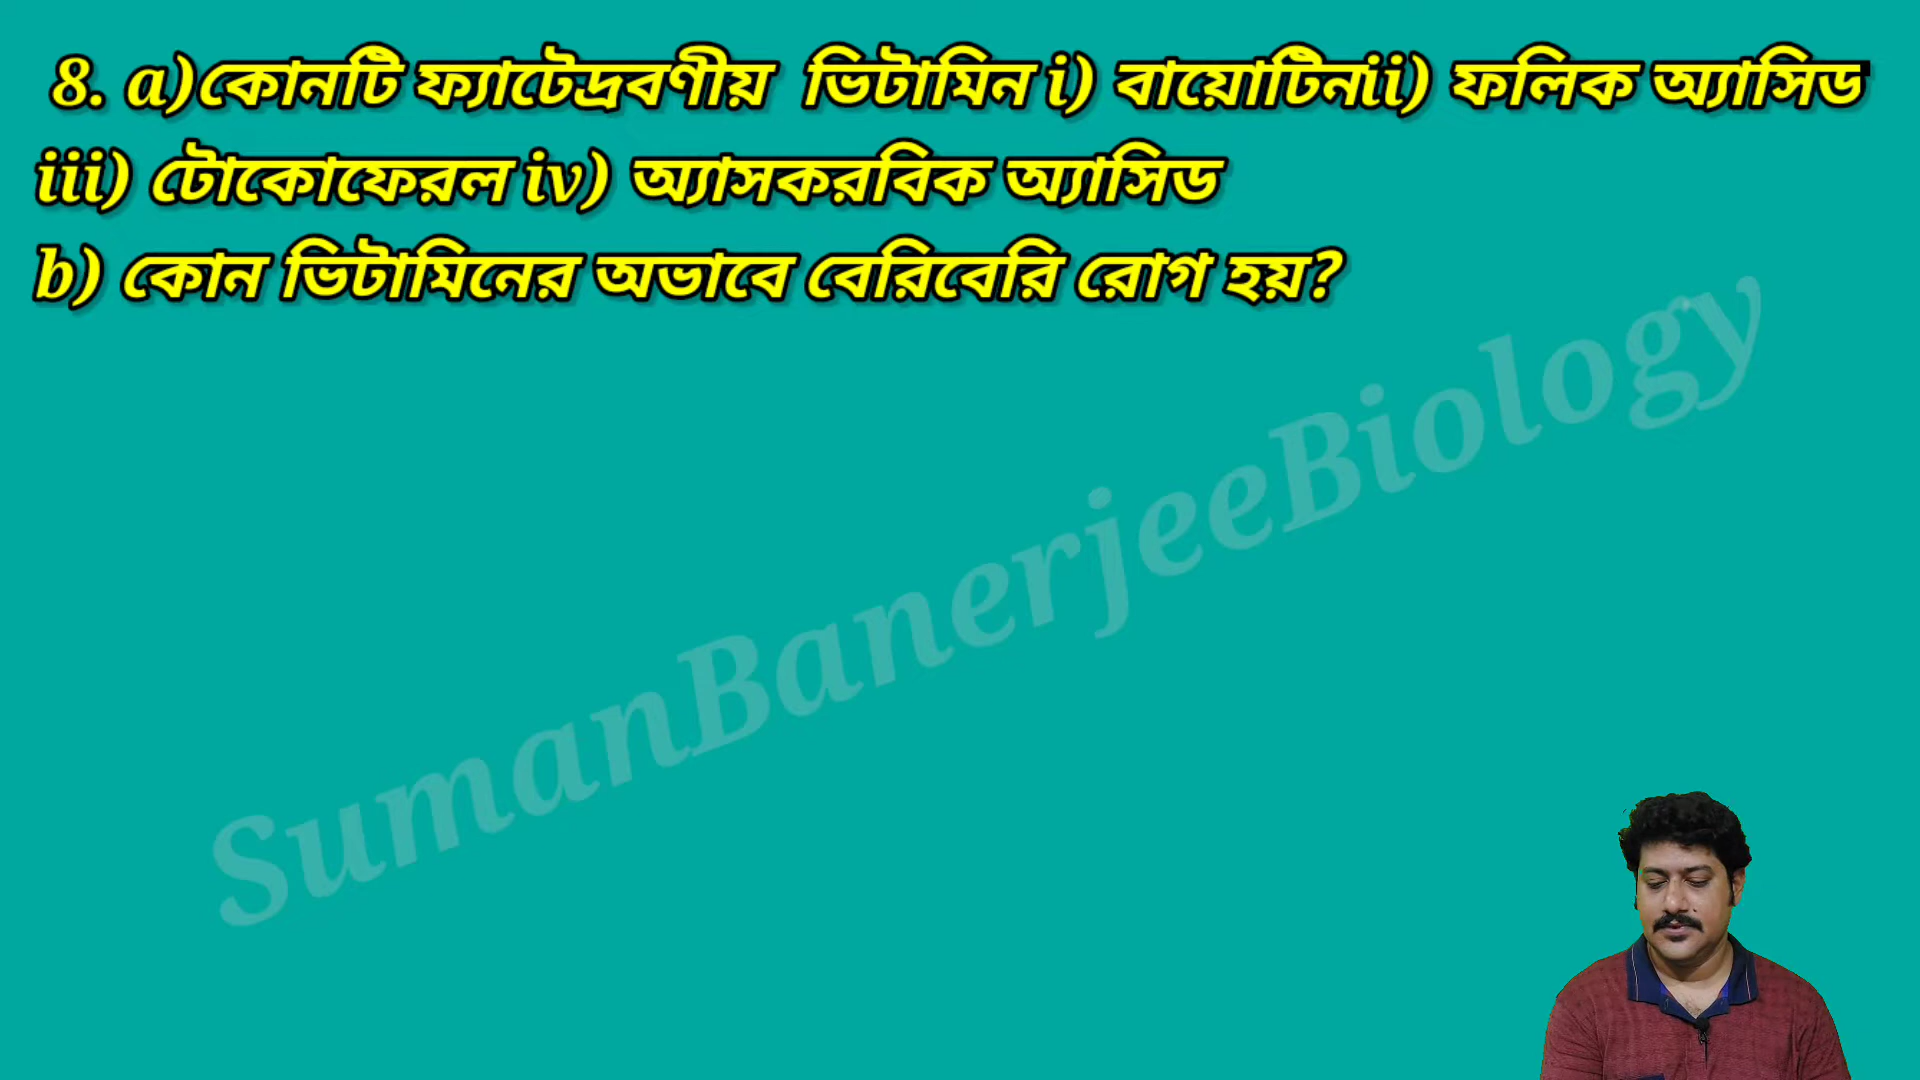 8. a)কোনটি ফ্যাটেদ্রবণীয় ভিটামিন i) বায়োটিনii) ফলিক অ্যাসিড
iii) টোকোফেরল iv) অ্যাসকরবিক অ্যাসিড
b) কোন ভিটামিনের অভাবে বেরিবেরি রোগ হয়?
SumanBanerjeeBiology